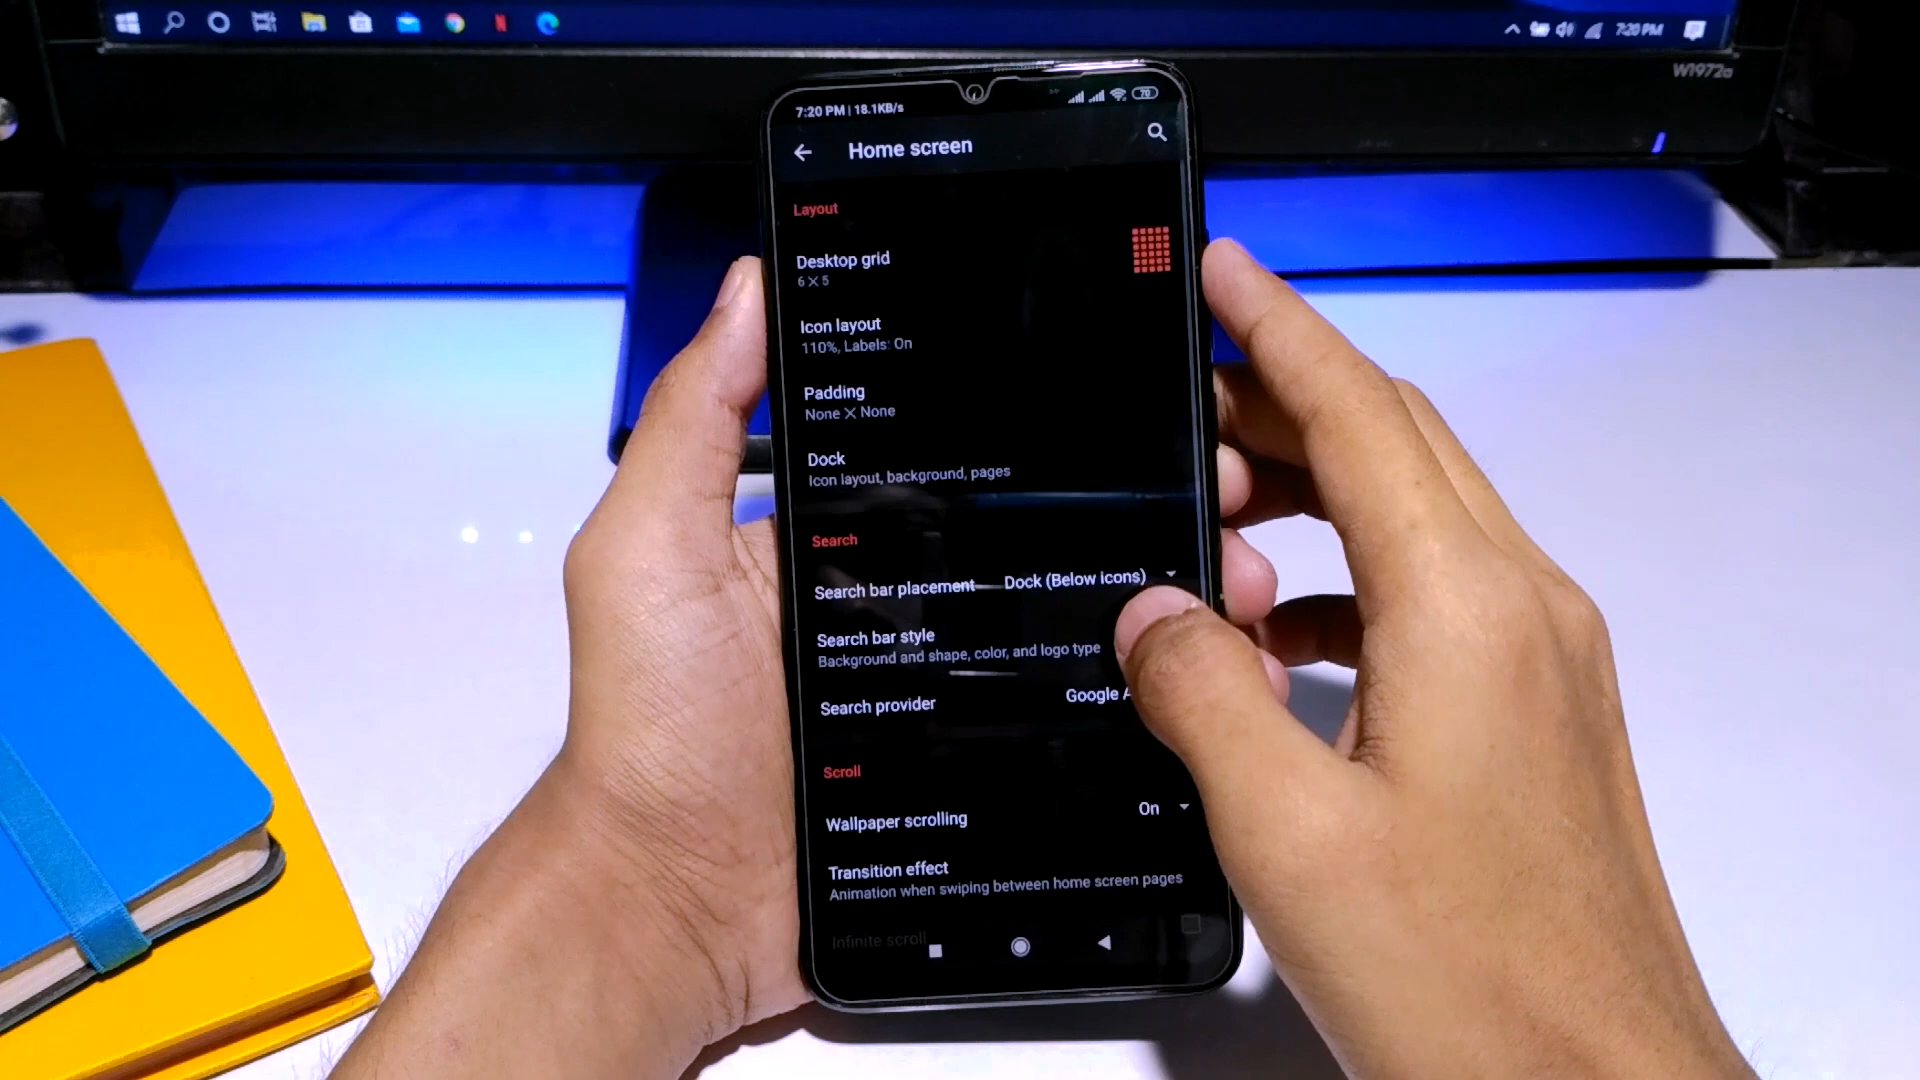 7:20 PM
W1972a
7:20 PM | 18.1KB/s
70
Home screen
Layout
Desktop grid
6 X 5
Icon layout
110%, Labels: On
Padding
None X None
Dock
Icon layout, background, pages
Search
Search bar placement
Dock (Below icons)
Search bar style
Background and shape, color, and logo type
Search provider
Google
Scroll
Wallpaper scrolling
On
Transition effect
Animation when swiping between home screen pages
Infinite scroll